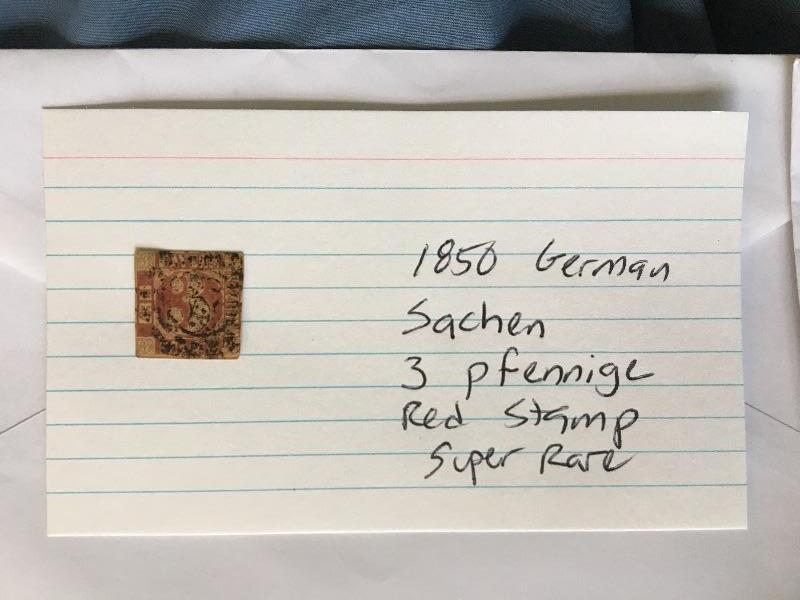 1850 German
Sachen
3 pfennige
Red Stamp
Super Rare